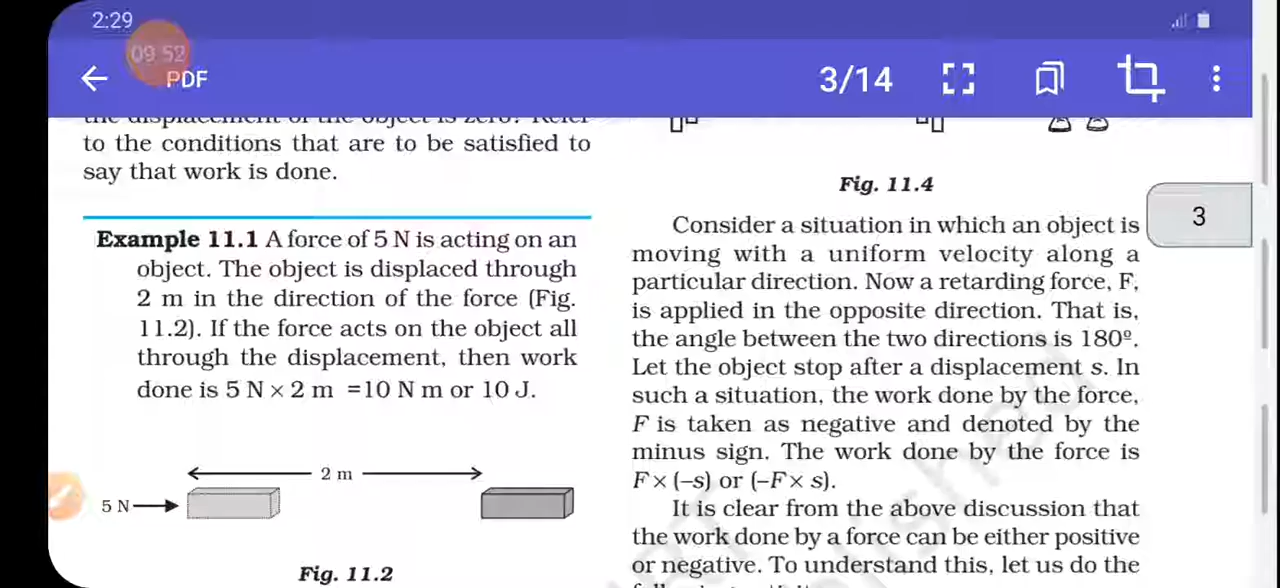 2:29
09 52
PDF
3/14
the displacement of the object is zero? Refer
to the conditions that are to be satisfied to
say that work is done.
Example 11.1 A force of 5 N is acting on an
object. The object is displaced through
2 m in the direction of the force (Fig.
11.2). If the force acts on the object all
through the displacement, then work
done is 5 N × 2 m =10 N m or 10 J.
2 m
5 N
Fig. 11.2
Fig. 11.4
3
Consider a situation in which an object is
moving with a uniform velocity along a
particular direction. Now a retarding force, F,
is applied in the opposite direction. That is,
the angle between the two directions is 180º.
Let the object stop after a displacement s. In
such a situation, the work done by the force,
F is taken as negative and denoted by the
minus sign. The work done by the force is
F × (–s) or (–F × s).
It is clear from the above discussion that
the work done by a force can be either positive
or negative. To understand this, let us do the